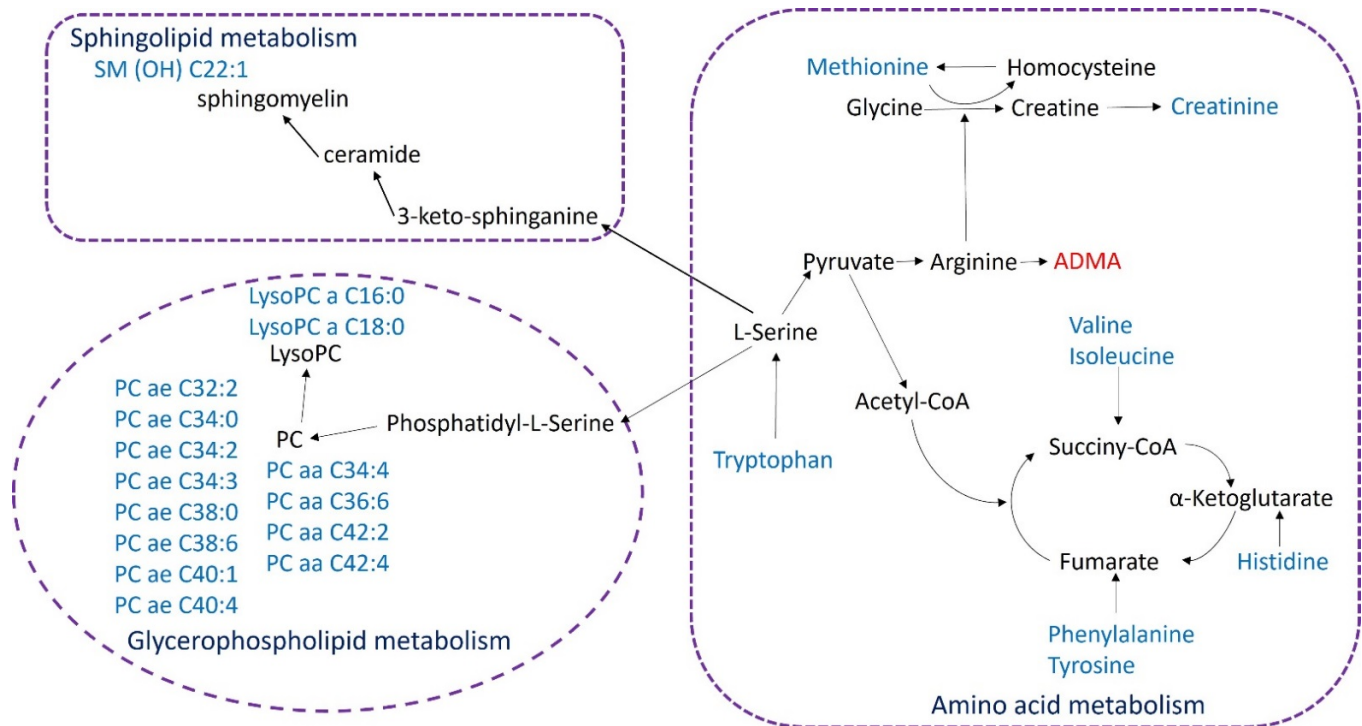 Sphingolipid metabolism
SM (OH) C22:1
sphingomyelin
ceramide
3-keto-sphinganine
LysoPC a C16:0
LysoPC a C18:0
LysoPC
PC ae C32:2
PC ae C34:0
PC ae C34:2
PC ae C34:3
PC ae C38:0
PC ae C38:6
PC ae C40:1
PC ae C40:4
PC
Phosphatidyl-L-Serine
PC aa C34:4
PC aa C36:6
PC aa C42:2
PC aa C42:4
Glycerophospholipid metabolism
Methionine
Homocysteine
Glycine
Creatine
Creatinine
Pyruvate
Arginine
ADMA
L-Serine
Tryptophan
Acetyl-CoA
Valine
Isoleucine
Succiny-CoA
α-Ketoglutarate
Histidine
Fumarate
Phenylalanine
Tyrosine
Amino acid metabolism